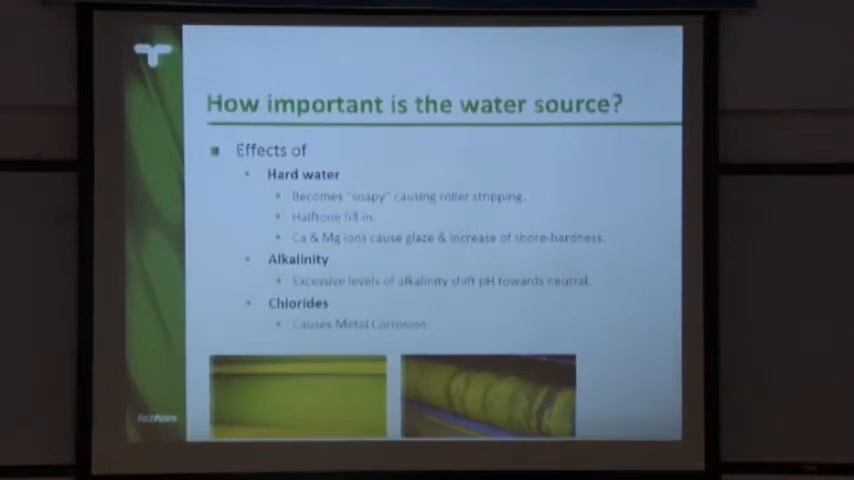 How important is the water source?
Effects of
Hard water
Becomes "soapy" causing roller stripping.
Halftone fill-in.
Ca & Mg ions cause glaze & increase of shore-hardness.
Alkalinity
Excessive levels of alkalinity shift pH towards neutral.
Chlorides
Causes Metal Corrosion.